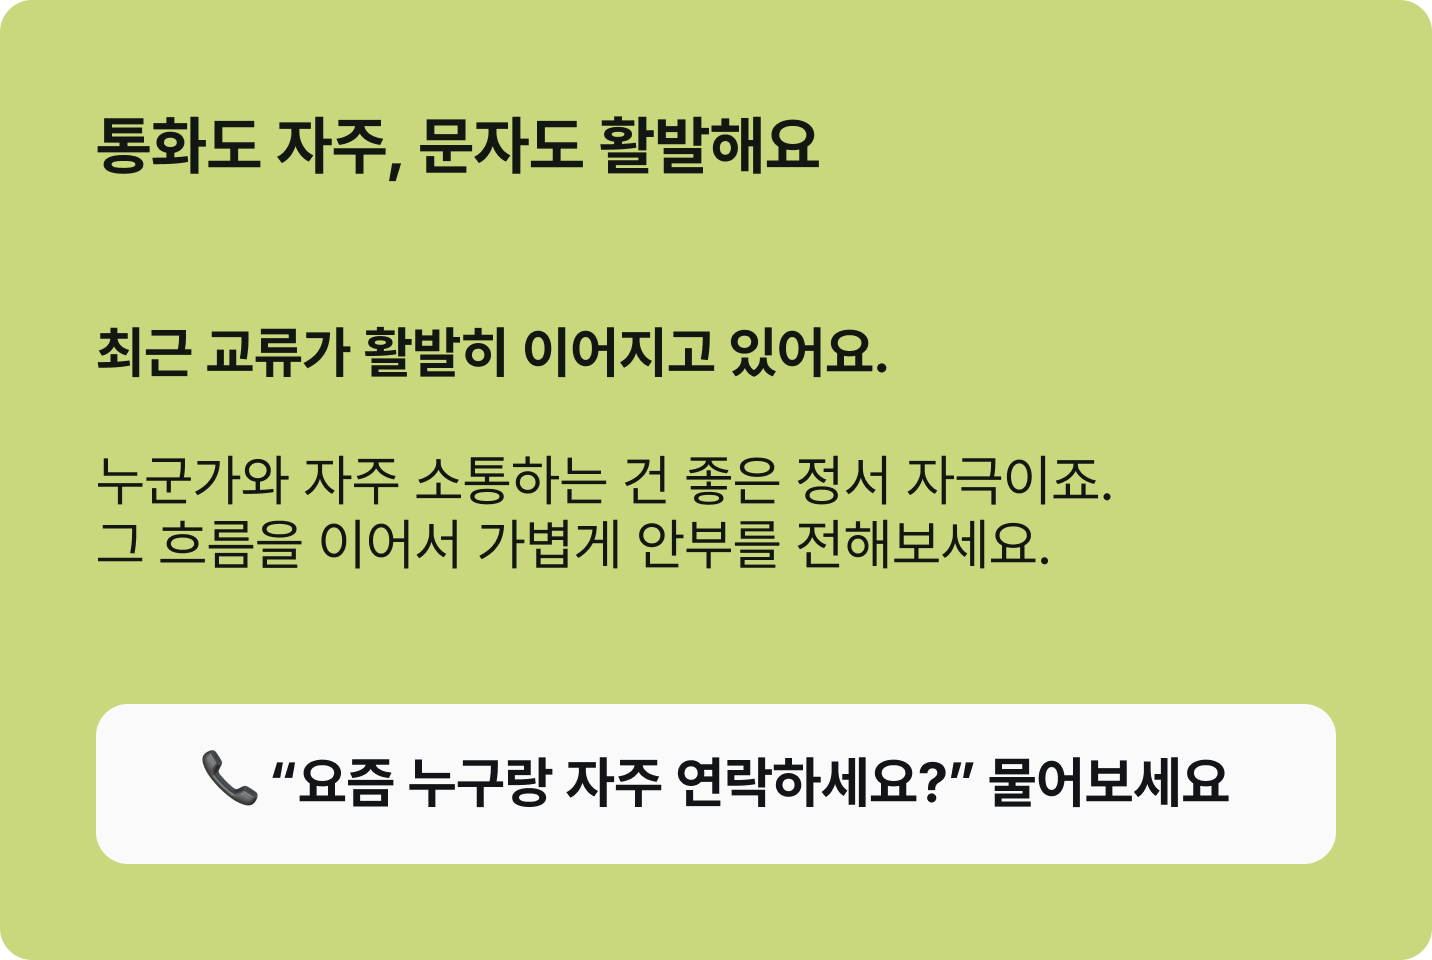 통화도 자주, 문자도 활발해요
최근 교류가 활발히 이어지고 있어요.
누군가와 자주 소통하는 건 좋은 정서 자극이죠.
그 흐름을 이어서 가볍게 안부를 전해보세요.
📞 “요즘 누구랑 자주 연락하세요?” 물어보세요